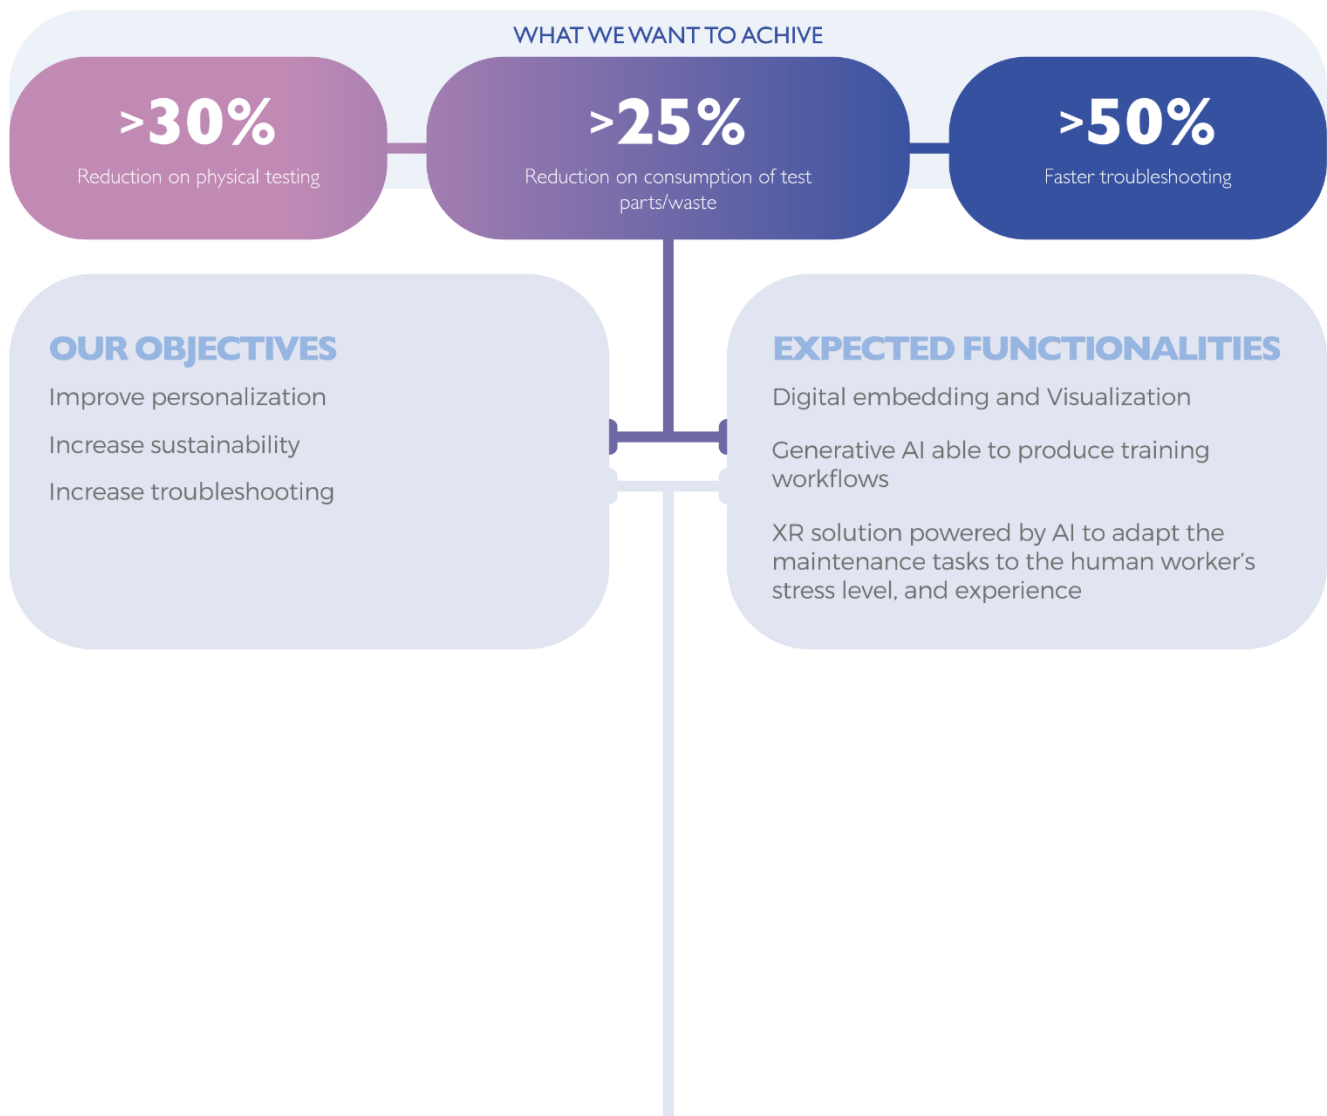 WHAT WE WANT TO ACHIVE
>30%
Reduction on physical testing
>25%
Reduction on consumption of test
parts/waste
>50%
Faster troubleshooting
OUR OBJECTIVES
Improve personalization
Increase sustainability
Increase troubleshooting
EXPECTED FUNCTIONALITIES
Digital embedding and Visualization
Generative AI able to produce training
workflows
XR solution powered by AI to adapt the
maintenance tasks to the human worker’s
stress level, and experience